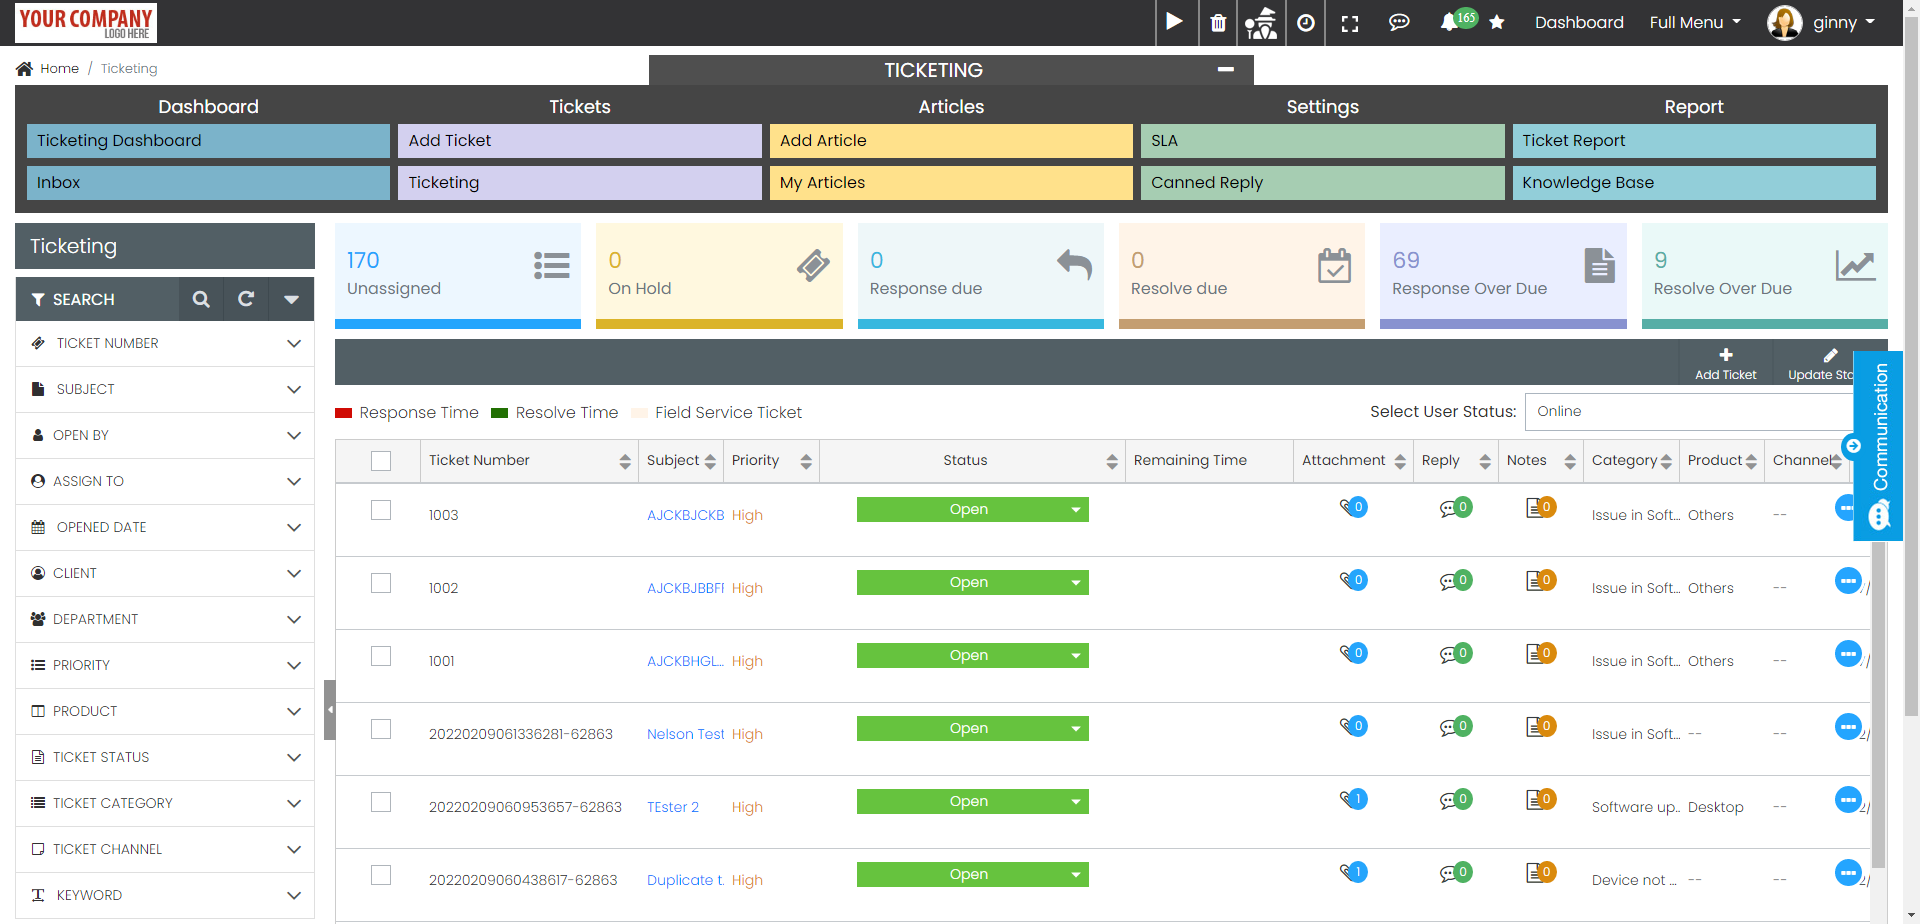 YOUR COMPANY
LOGO HERE
165
Dashboard
Full Menu
ginny
Home / Ticketing
TICKETING
Dashboard
Tickets
Articles
Settings
Report
Ticketing Dashboard
Add Ticket
Add Article
SLA
Ticket Report
Inbox
Ticketing
My Articles
Canned Reply
Knowledge Base
Ticketing
170
Unassigned
0
On Hold
0
Response due
0
Resolve due
69
Response Over Due
9
Resolve Over Due
SEARCH
TICKET NUMBER
SUBJECT
OPEN BY
ASSIGN TO
OPENED DATE
CLIENT
DEPARTMENT
PRIORITY
PRODUCT
TICKET STATUS
TICKET CATEGORY
TICKET CHANNEL
KEYWORD
Add Ticket
Update Sta
Communication
Response Time
Resolve Time
Field Service Ticket
Select User Status:
Online
Ticket Number Subject Priority Status Remaining Time Attachment Reply Notes Category Product Channel
1003 AJCKBJCKB High Open 0 0 0 Issue in Soft... Others --
1002 AJCKBJBBF High Open 0 0 0 Issue in Soft... Others --
1001 AJCKBHGL... High Open 0 0 0 Issue in Soft... Others --
20220209061336281-62863 Nelson Test High Open 0 0 0 Issue in Soft... -- -- 2/
20220209060953657-62863 TEster 2 High Open 1 0 0 Software up.. Desktop -- 2/
20220209060438617-62863 Duplicate t. High Open 1 0 0 Device not ... -- -- 2/